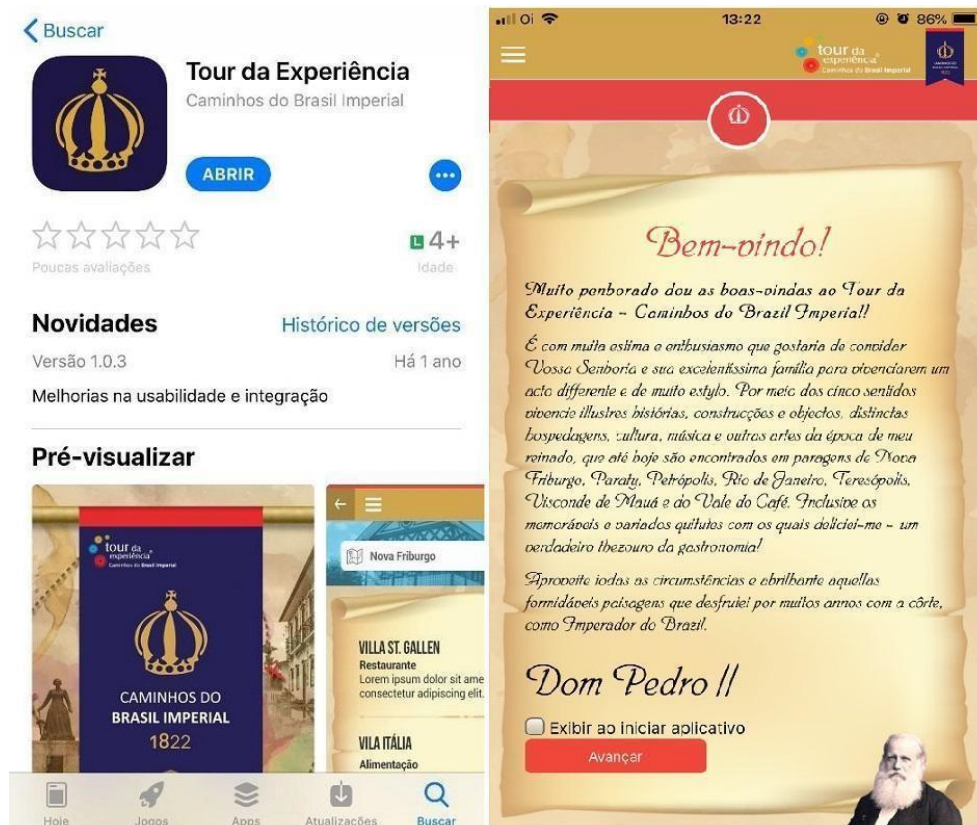 Buscar
Tour da Experiência
Caminhos do Brasil Imperial
ABRIR
L 4+
Poucas avaliações
Idade
Novidades
Histórico de versões
Versão 1.0.3
Há 1 ano
Melhorias na usabilidade e integração
Pré-visualizar
tour da
experiência
Caminhos do Brasil Imperial
CAMINHOS DO
BRASIL IMPERIAL
1822
Nova Friburgo
VILLA ST. GALLEN
Restaurante
Lorem ipsum dolor sit ame
consectetur adipiscing elit.
VILA ITÁLIA
Alimentação
Hoje
Jogos
Apps
Atualizações
Buscar
Oi
13:22
86%
tour da
experiência
Caminhos do Brasil Imperial
CAMINHOS DO
1822
Bem-vindo!
Muito penhorado dou as boas-vindas ao Tour da
Experiência - Caminhos do Brazil Imperial!
É com muita estima e enthusiasmo que gostaria de convidar
Vossa Senhoria e sua excelentíssima família para vivenciarem um
acto differente e de muito estylo. Por meio dos cinco sentidos
vivencie illustres histórias, construcções e objectos, distinctas
hospedagens, cultura, música e outras artes da época de meu
reinado, que até hoje são encontrados em paragens de Nova
Friburgo, Paraty, Petrópolis, Rio de Janeiro, Teresópolis,
Visconde de Mauá e do Vale do Café. Inclusive os
memoráveis e variados quitutes com os quais deliciei-me - um
verdadeiro thezouro da gastronomia!
Aproveite todas as circumstâncias e abrilhante aquellas
formidáveis paisagens que desfrutei por muitos annos com a côrte,
como Imperador do Brazil.
Dom Pedro II
Exibir ao iniciar aplicativo
Avançar